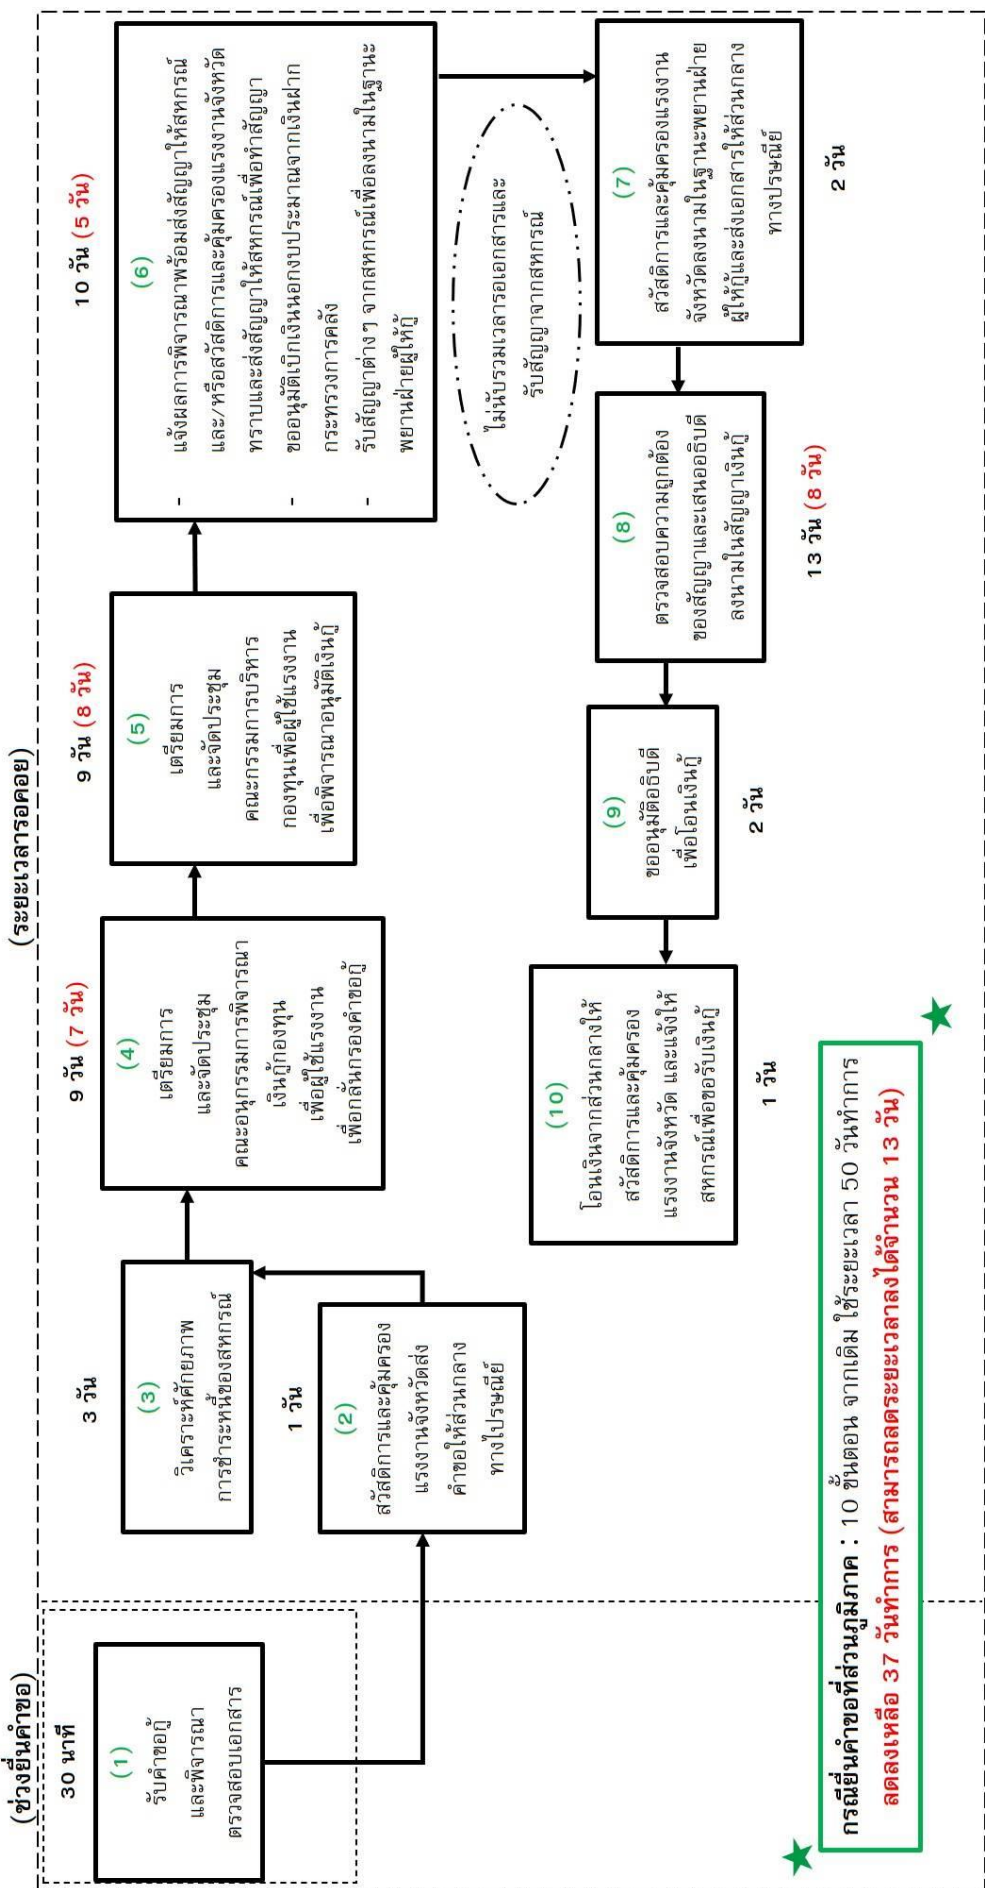 (ช่วงยื่นคำขอ)
30 นาที
(1)
รับคำขอกู้
และพิจารณา
ตรวจสอบเอกสาร
(ระยะเวลารอคอย)
1 วัน
(2)
สวัสดิการและคุ้มครอง
แรงงานจังหวัดส่ง
คำขอให้ส่วนกลาง
ทางไปรษณีย์
3 วัน
(3)
วิเคราะห์ศักยภาพ
การชำระหนี้ของสหกรณ์
9 วัน (7 วัน)
(4)
เตรียมการ
และจัดประชุม
คณะอนุกรรมการพิจารณา
เงินกู้กองทุน
เพื่อผู้ใช้แรงงาน
เพื่อกลั่นกรองคำขอกู้
9 วัน (8 วัน)
(5)
เตรียมการ
และจัดประชุม
คณะกรรมการบริหาร
กองทุนเพื่อผู้ใช้แรงงาน
เพื่อพิจารณาอนุมัติเงินกู้
10 วัน (5 วัน)
(6)
- แจ้งผลการพิจารณาพร้อมส่งสัญญาให้สหกรณ์
และ/หรือสวัสดิการและคุ้มครองแรงงานจังหวัด
ทราบและส่งสัญญาให้สหกรณ์เพื่อทำสัญญา
- ขออนุมัติเบิกเงินนอกงบประมาณจากเงินฝาก
กระทรวงการคลัง
- รับสัญญาต่างๆ จากสหกรณ์เพื่อลงนามในฐานะ
พยานฝ่ายผู้ให้กู้
ไม่นับรวมเวลารอเอกสารและ
รับสัญญาจากสหกรณ์
(7)
สวัสดิการและคุ้มครองแรงงาน
จังหวัดลงนามในฐานะพยานฝ่าย
ผู้ให้กู้และส่งเอกสารให้ส่วนกลาง
ทางปรษณีย์
2 วัน
(8)
ตรวจสอบความถูกต้อง
ของสัญญาและเสนออธิบดี
ลงนามในสัญญาเงินกู้
13 วัน (8 วัน)
(9)
ขออนุมัติอธิบดี
เพื่อโอนเงินกู้
2 วัน
(10)
โอนเงินจากส่วนกลางให้
สวัสดิการและคุ้มครอง
แรงงานจังหวัด และแจ้งให้
สหกรณ์เพื่อขอรับเงินกู้
1 วัน
กรณียื่นคำขอที่ส่วนภูมิภาค : 10 ขั้นตอน จากเดิม ใช้ระยะเวลา 50 วันทำการ
ลดลงเหลือ 37 วันทำการ (สามารถลดระยะเวลาลงได้จำนวน 13 วัน)